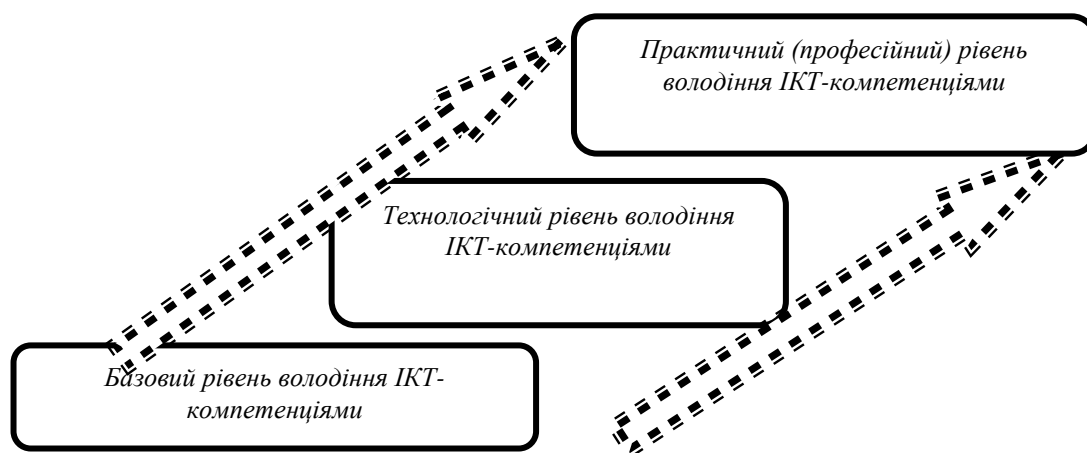 Практичний (професійний) рівень
володіння ІКТ-компетенціями
Технологічний рівень володіння
ІКТ-компетенціями
Базовий рівень володіння ІКТ-
компетенціями